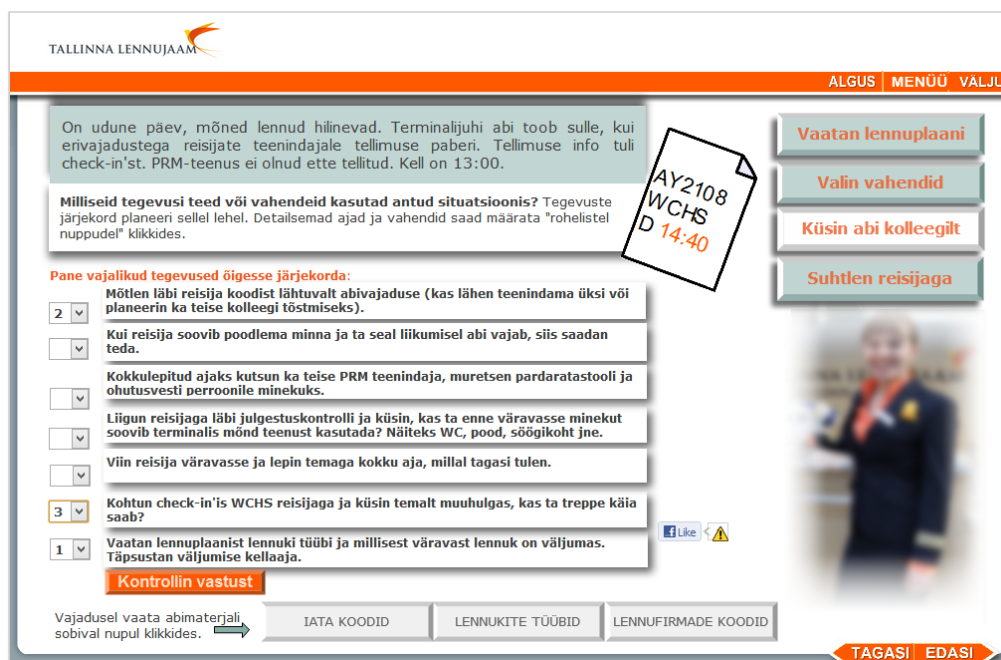 TALLINNA LENNUJAAM
ALGUS MENÜÜ VÄLJU
On udune päev, mõned lennud hilinevad. Terminalijuhi abi toob sulle, kui
erivajadustega reisijate teenindajale tellimuse paberi. Tellimuse info tuli
check-in'st. PRM-teenus ei olnud ette tellitud. Kell on 13:00.
Milliseid tegevusi teed või vahendeid kasutad antud situatsioonis? Tegevuste
järjekord planeeri sellel lehel. Detailsemad ajad ja vahendid saad määrata "rohelistel
nuppudel" klikkides.
AY2108
WCHS
D 14:40
Vaatan lennuplaani
Valin vahendid
Küsin abi kolleegilt
Suhtlen reisijaga
Pane vajalikud tegevused õigesse järjekorda:
2
Mõtlen läbi reisija koodist lähtuvalt abivajaduse (kas lähen teenindama üksi või
planeerin ka teise kolleegi tõstmiseks).
Kui reisija soovib poodlema minna ja ta seal liikumisel abi vajab, siis saadan
teda.
Kokkulepitud ajaks kutsun ka teise PRM teenindaja, muretsen pardaratastooli ja
ohutusvesti perroonile minekuks.
Liigun reisijaga läbi julgestuskontrolli ja küsin, kas ta enne väravasse minekut
soovib terminalis mõnd teenust kasutada? Näiteks WC, pood, söögikoht jne.
Viin reisija väravasse ja lepin temaga kokku aja, millal tagasi tulen.
3
Kohtun check-in'is WCHS reisijaga ja küsin temalt muuhulgas, kas ta treppe käia
saab?
1
Vaatan lennuplaanist lennuki tüübi ja millisest väravast lennuk on väljumas.
Täpsustan väljumise kellaaja.
Like
Kontrollin vastust
Vajadusel vaata abimaterjali
sobival nupul klikkides.
IATA KOODID
LENNUKITE TÜÜBID
LENNUFIRMADE KOODID
TAGASI EDASI